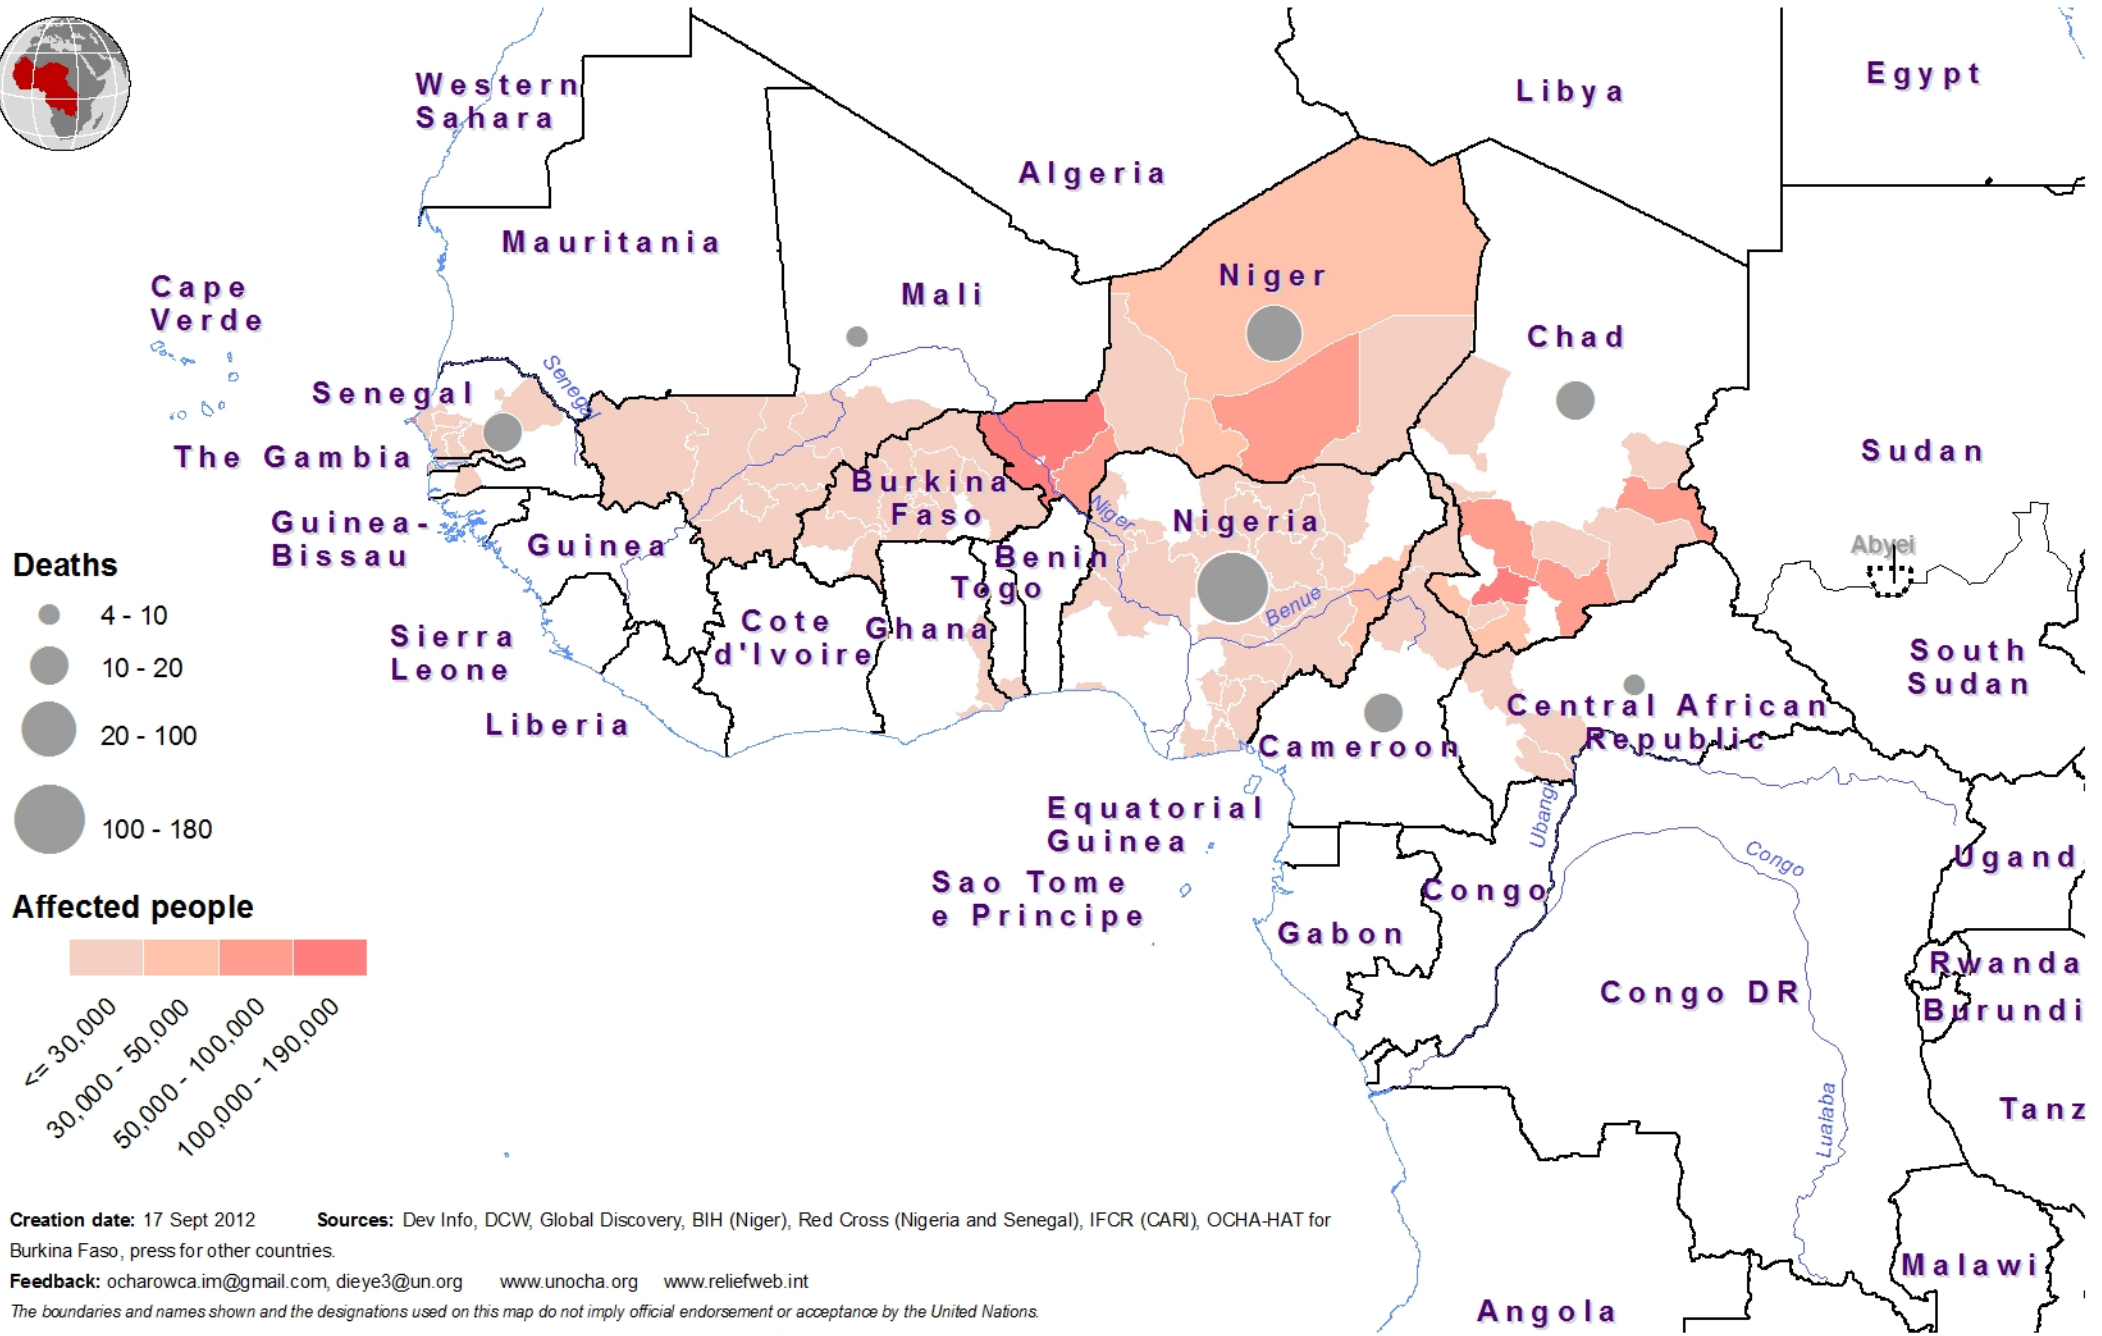 Western
Sahara
Libya
Egypt
Algeria
Mauritania
Cape
Verde
Mali
Niger
Chad
Senegal
Senegal
The Gambia
Sudan
Burkina
Faso
Niger
Nigeria
Guinea-
Bissau
Guinea
Benin
Togo
Abyei
Benue
Cote
d'Ivoire
Ghana
Sierra
Leone
Liberia
South
Sudan
Central African
Republic
Cameroon
Equatorial
Guinea
Ubangi
Congo
Ugand
Sao Tome
e Principe
Congo
Gabon
Rwanda
Congo DR
Burundi
Lualaba
Tanz
Malawi
Angola
Deaths
4 - 10
10 - 20
20 - 100
100 - 180
Affected people
<= 30,000
30,000 - 50,000
50,000 - 100,000
100,000 - 190,000
Creation date: 17 Sept 2012 Sources: Dev Info, DCW, Global Discovery, BIH (Niger), Red Cross (Nigeria and Senegal), IFCR (CARI), OCHA-HAT for
Burkina Faso, press for other countries.
Feedback: ocharowca.im@gmail.com, dieye3@un.org www.unocha.org www.reliefweb.int
The boundaries and names shown and the designations used on this map do not imply official endorsement or acceptance by the United Nations.